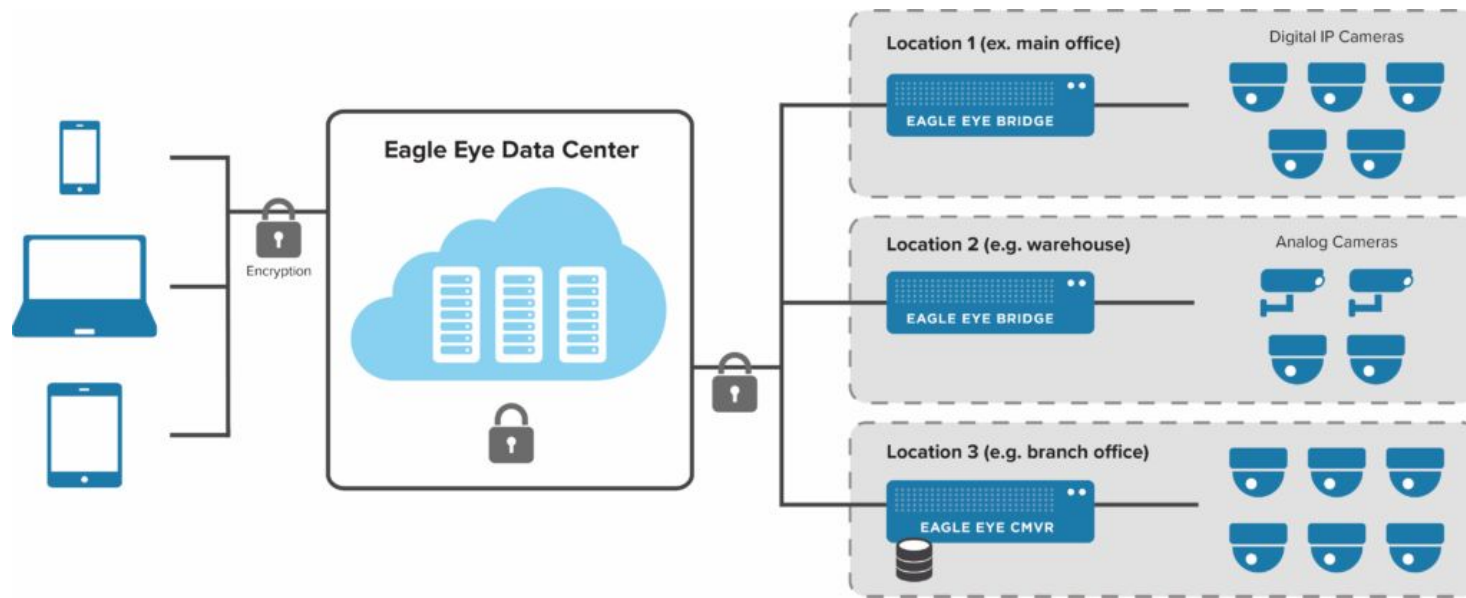 Encryption
Eagle Eye Data Center
Location 1 (ex. main office)
EAGLE EYE BRIDGE
Digital IP Cameras
Location 2 (e.g. warehouse)
EAGLE EYE BRIDGE
Analog Cameras
Location 3 (e.g. branch office)
EAGLE EYE CMVR